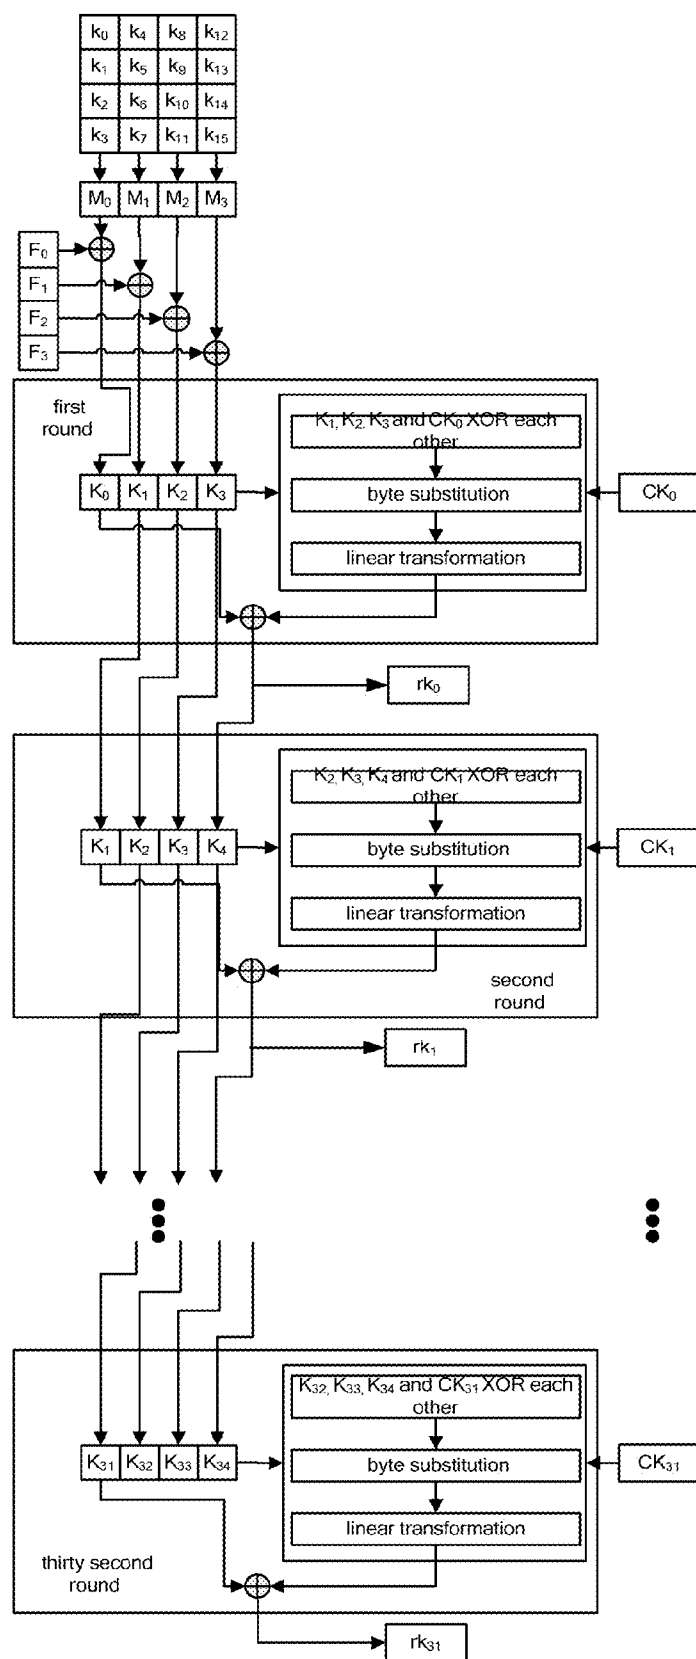 k₀ k₄ k₈ k₁₂
k₁ k₅ k₉ k₁₃
k₂ k₆ k₁₀ k₁₄
k₃ k₇ k₁₁ k₁₅
M₀ M₁ M₂ M₃
F₀
F₁
F₂
F₃
first
round
K₁, K₂, K₃ and CK₀ XOR each
other
K₀ K₁ K₂ K₃
byte substitution
CK₀
linear transformation
rk₀
K₂, K₃, K₄ and CK₁ XOR each
other
K₁ K₂ K₃ K₄
byte substitution
CK₁
linear transformation
second
round
rk₁
K₃₂, K₃₃, K₃₄ and CK₃₁ XOR each
other
K₃₁ K₃₂ K₃₃ K₃₄
byte substitution
CK₃₁
linear transformation
thirty second
round
rk₃₁